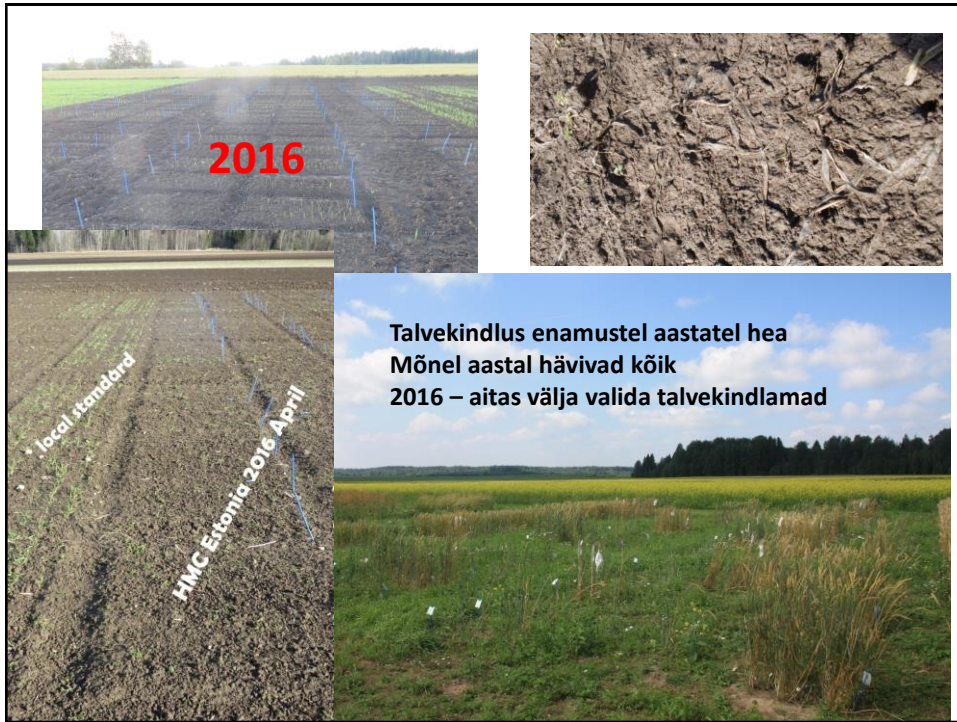 2016
Talvekindlus enamustel aastatel hea
Mõnel aastal hävivad kõik
2016 – aitas välja valida talvekindlamad
local standard
HMC Estonia 2016 April